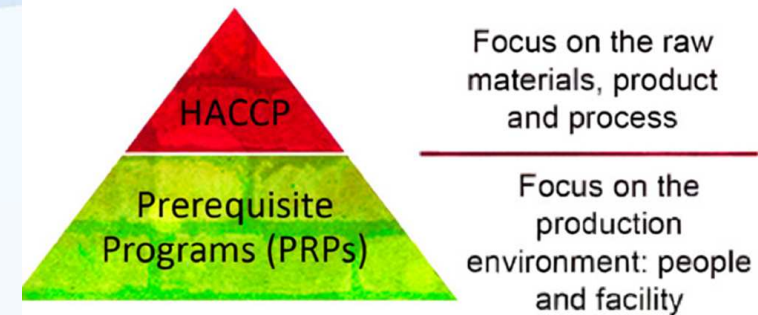 HACCP
Prerequisite
Programs (PRPs)
Focus on the raw
materials, product
and process
Focus on the
production
environment: people
and facility